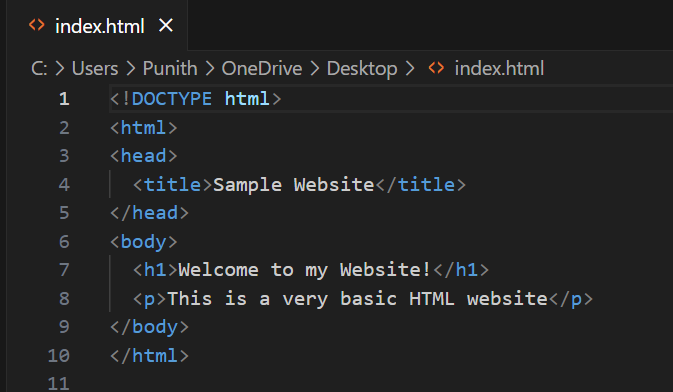 index.html
C: > Users > Punith > OneDrive > Desktop > index.html
1 <!DOCTYPE html>
2 <html>
3 <head>
4   <title>Sample Website</title>
5 </head>
6 <body>
7   <h1>Welcome to my Website!</h1>
8   <p>This is a very basic HTML website</p>
9 </body>
10 </html>
11